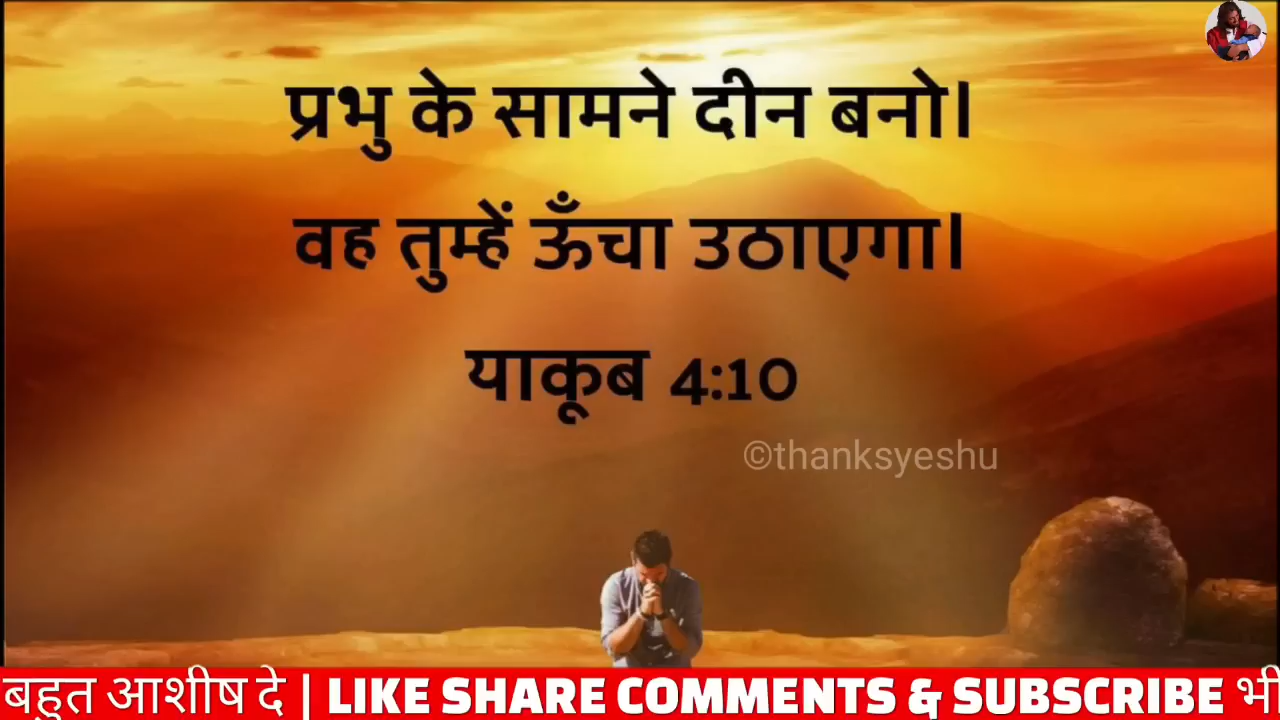 प्रभु के सामने दीन बनो।
वह तुम्हें ऊँचा उठाएगा।
याकूब 4:10
©thanksyeshu
बहुत आशीष दे | LIKE SHARE COMMENTS & SUBSCRIBE भी